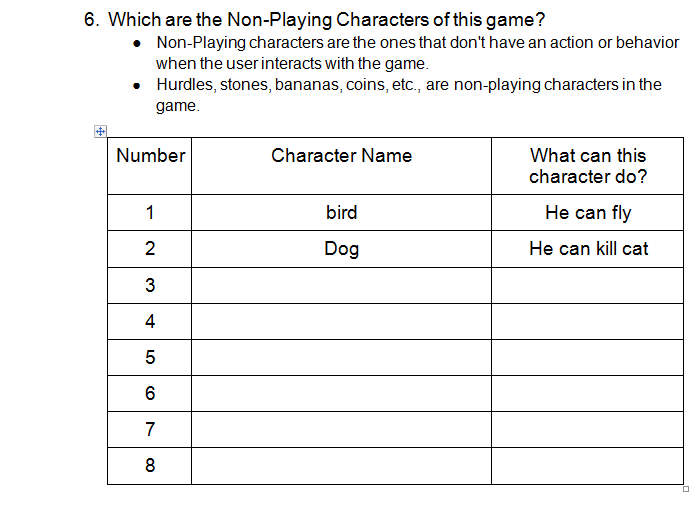 6. Which are the Non-Playing Characters of this game?
• Non-Playing characters are the ones that don't have an action or behavior
when the user interacts with the game.
• Hurdles, stones, bananas, coins, etc., are non-playing characters in the
game.
Number Character Name What can this
character do?
1 bird He can fly
2 Dog He can kill cat
3
4
5
6
7
8